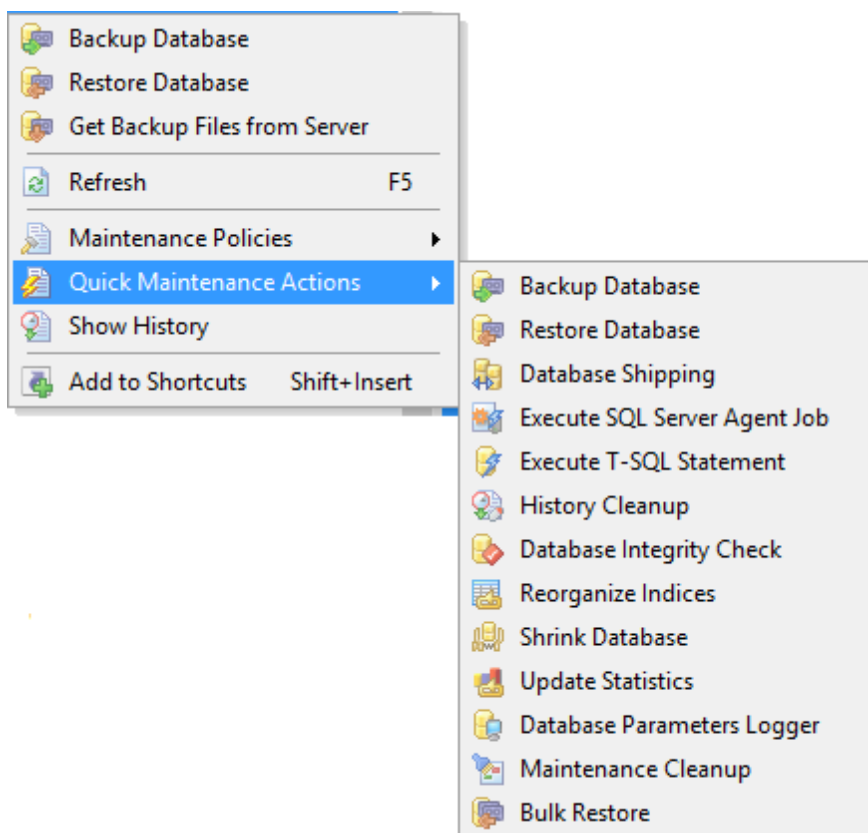 Backup Database
Restore Database
Get Backup Files from Server
Refresh F5
Maintenance Policies
Quick Maintenance Actions
Show History
Add to Shortcuts Shift+Insert
Backup Database
Restore Database
Database Shipping
Execute SQL Server Agent Job
Execute T-SQL Statement
History Cleanup
Database Integrity Check
Reorganize Indices
Shrink Database
Update Statistics
Database Parameters Logger
Maintenance Cleanup
Bulk Restore